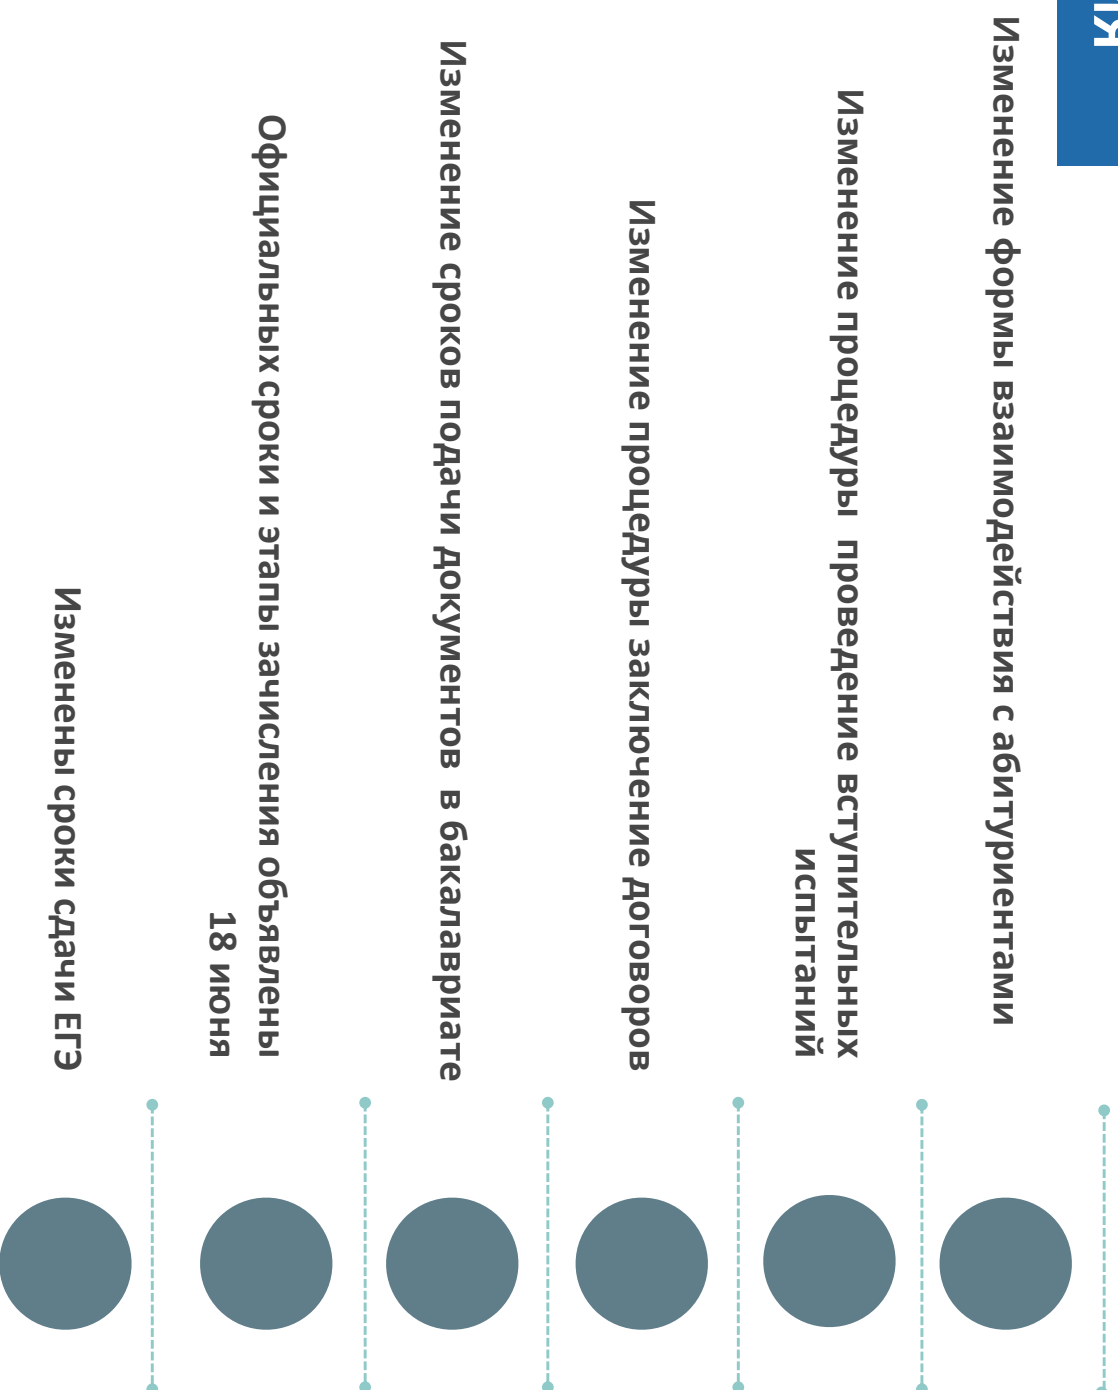 Изменение формы взаимодействия с абитуриентами
Изменение процедуры проведение вступительных
испытаний
Изменение процедуры заключение договоров
Изменение сроков подачи документов в бакалавриате
Официальных сроки и этапы зачисления объявлены
18 июня
Изменены сроки сдачи ЕГЭ